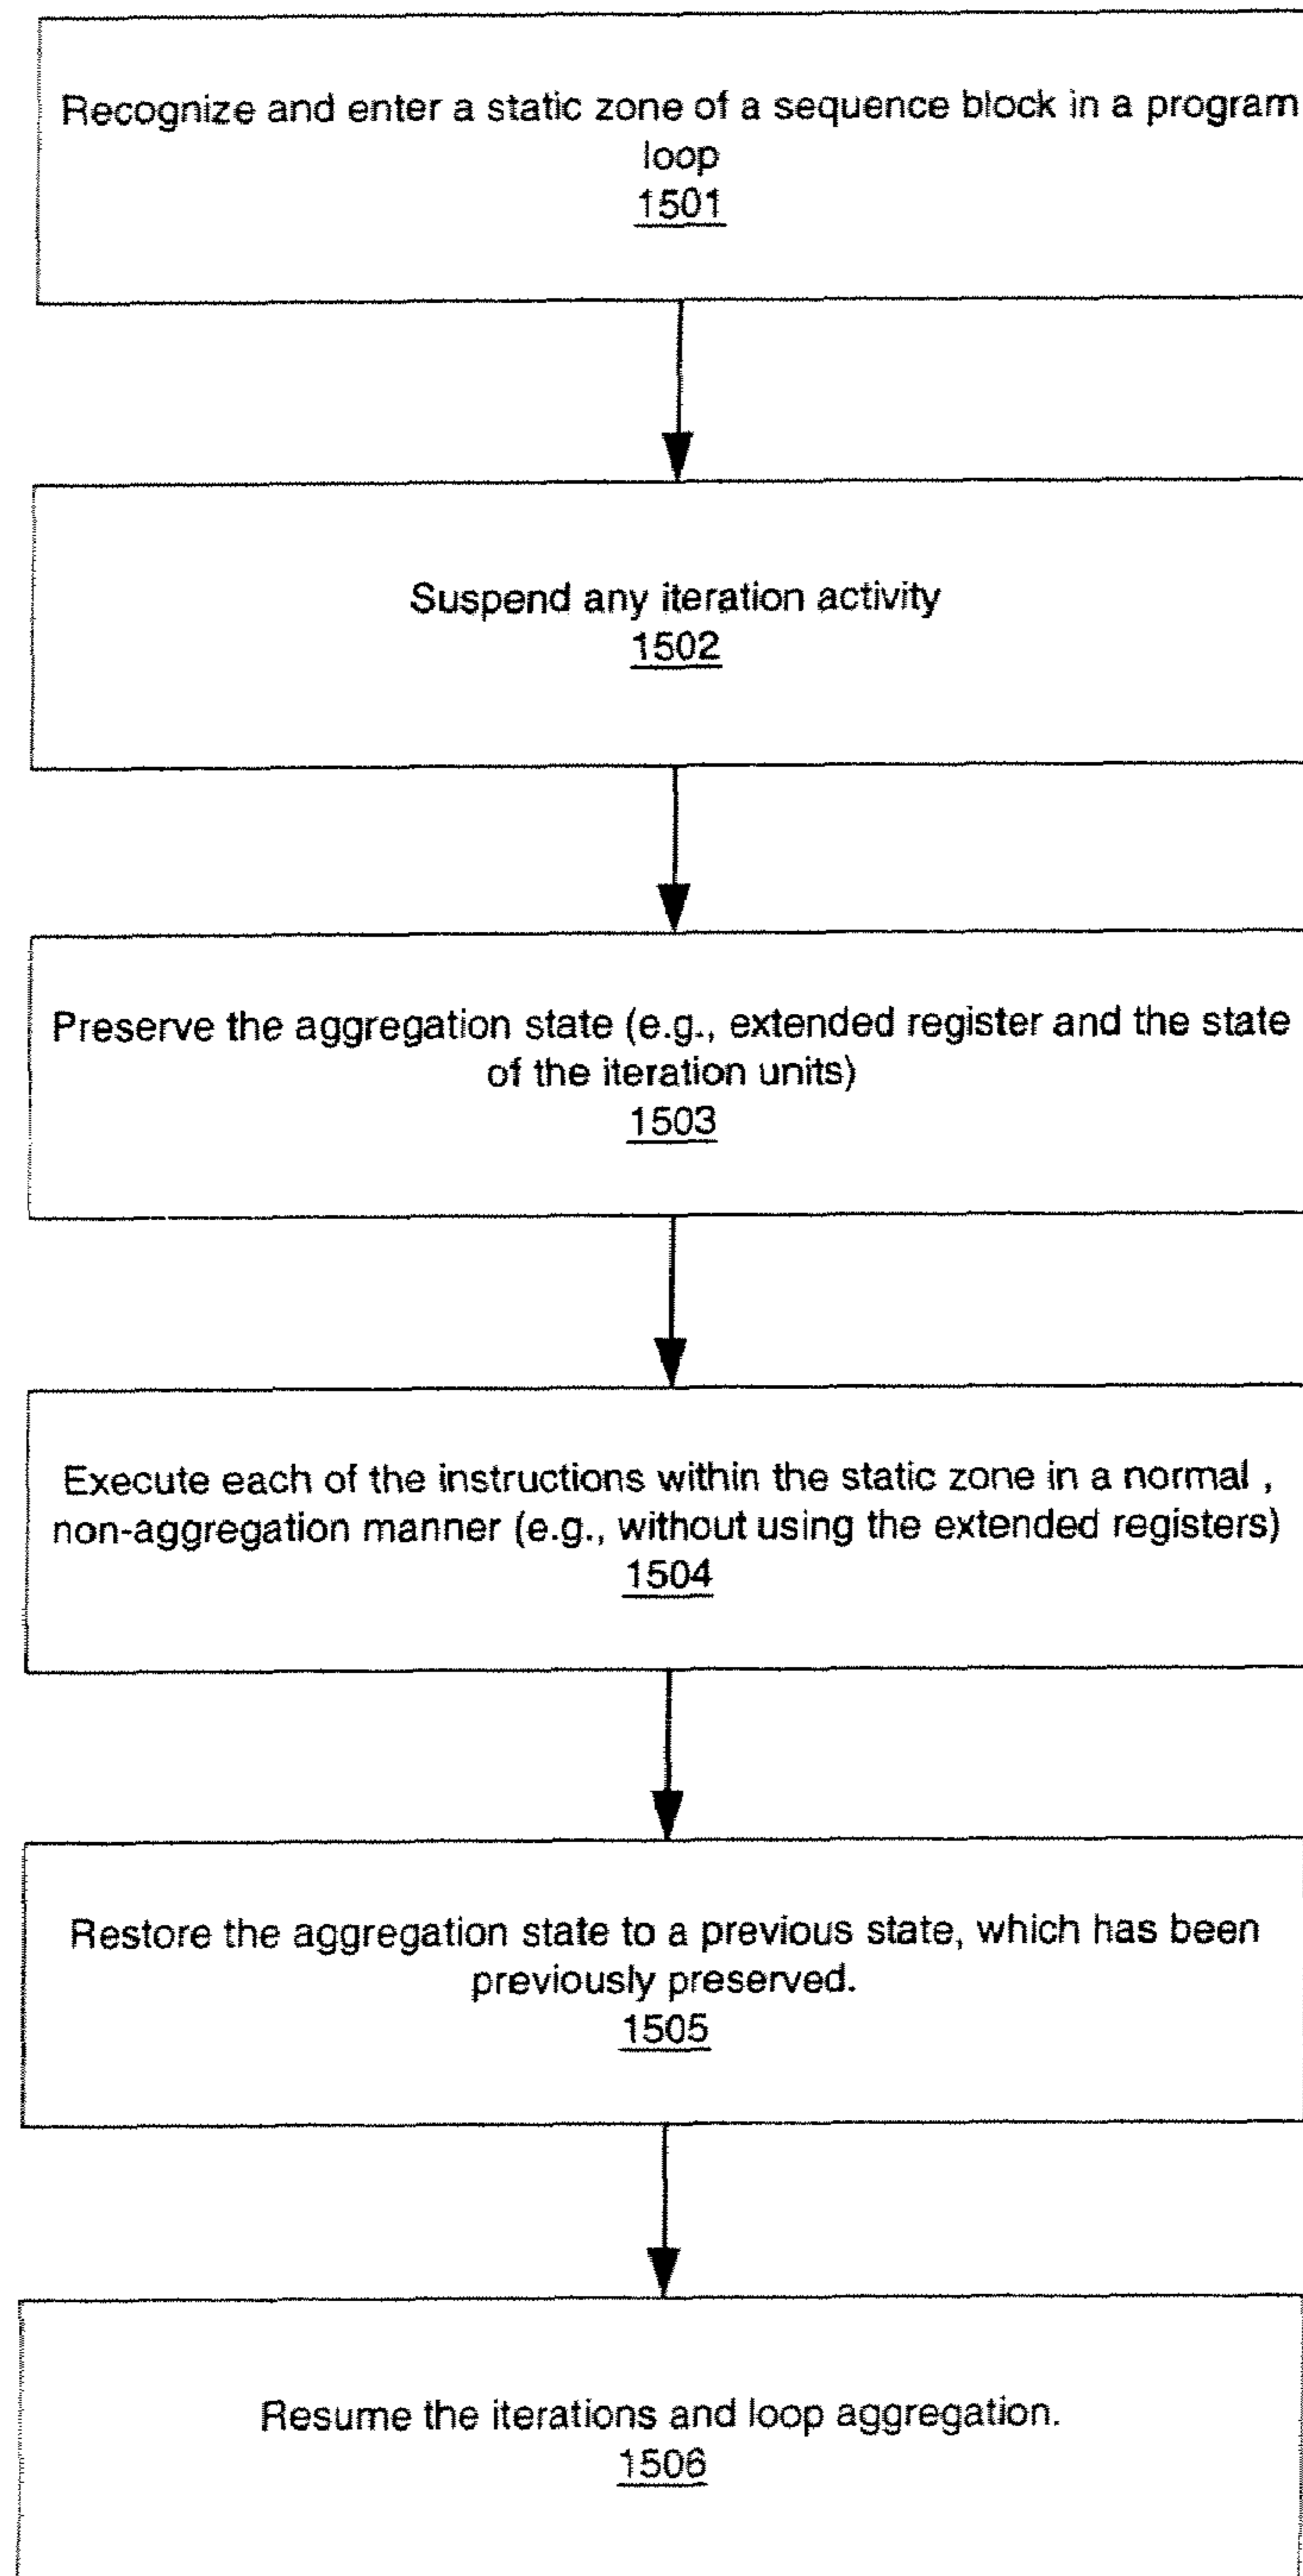 Recognize and enter a static zone of a sequence block in a program
loop
1501
Suspend any iteration activity
1502
Preserve the aggregation state (e.g., extended register and the state
of the iteration units)
1503
Execute each of the instructions within the static zone in a normal ,
non-aggregation manner (e.g., without using the extended registers)
1504
Restore the aggregation state to a previous state, which has been
previously preserved.
1505
Resume the iterations and loop aggregation.
1506